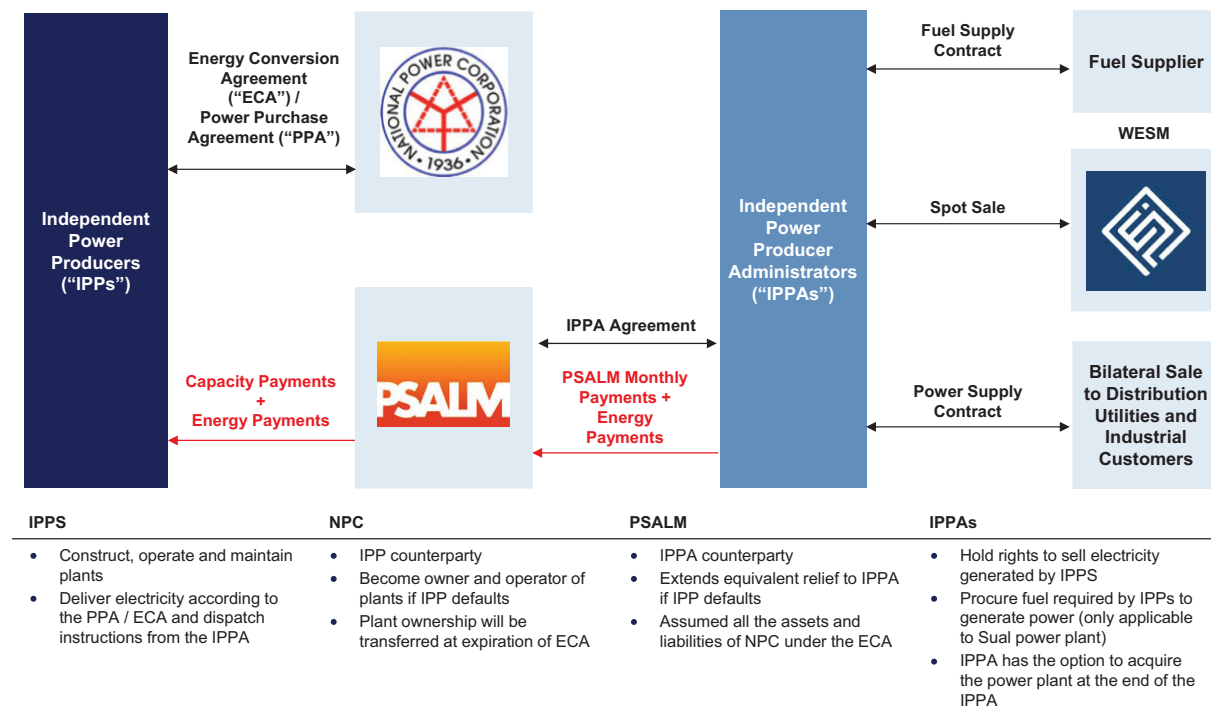 Independent
Power
Producers
(“IPPs”)
Energy Conversion
Agreement
(“ECA”) /
Power Purchase
Agreement (“PPA”)
NATIONAL POWER CORPORATION
• 1936 •
Capacity Payments
+
Energy Payments
PSALM
IPPA Agreement
PSALM Monthly
Payments +
Energy
Payments
Independent
Power
Producer
Administrators
(“IPPAs”)
Fuel Supply
Contract
Fuel Supplier
WESM
Spot Sale
Power Supply
Contract
Bilateral Sale
to Distribution
Utilities and
Industrial
Customers
IPPS
• Construct, operate and maintain
plants
• Deliver electricity according to
the PPA / ECA and dispatch
instructions from the IPPA
NPC
• IPP counterparty
• Become owner and operator of
plants if IPP defaults
• Plant ownership will be
transferred at expiration of ECA
PSALM
• IPPA counterparty
• Extends equivalent relief to IPPA
if IPP defaults
• Assumed all the assets and
liabilities of NPC under the ECA
IPPAs
• Hold rights to sell electricity
generated by IPPS
• Procure fuel required by IPPs to
generate power (only applicable
to Sual power plant)
• IPPA has the option to acquire
the power plant at the end of the
IPPA